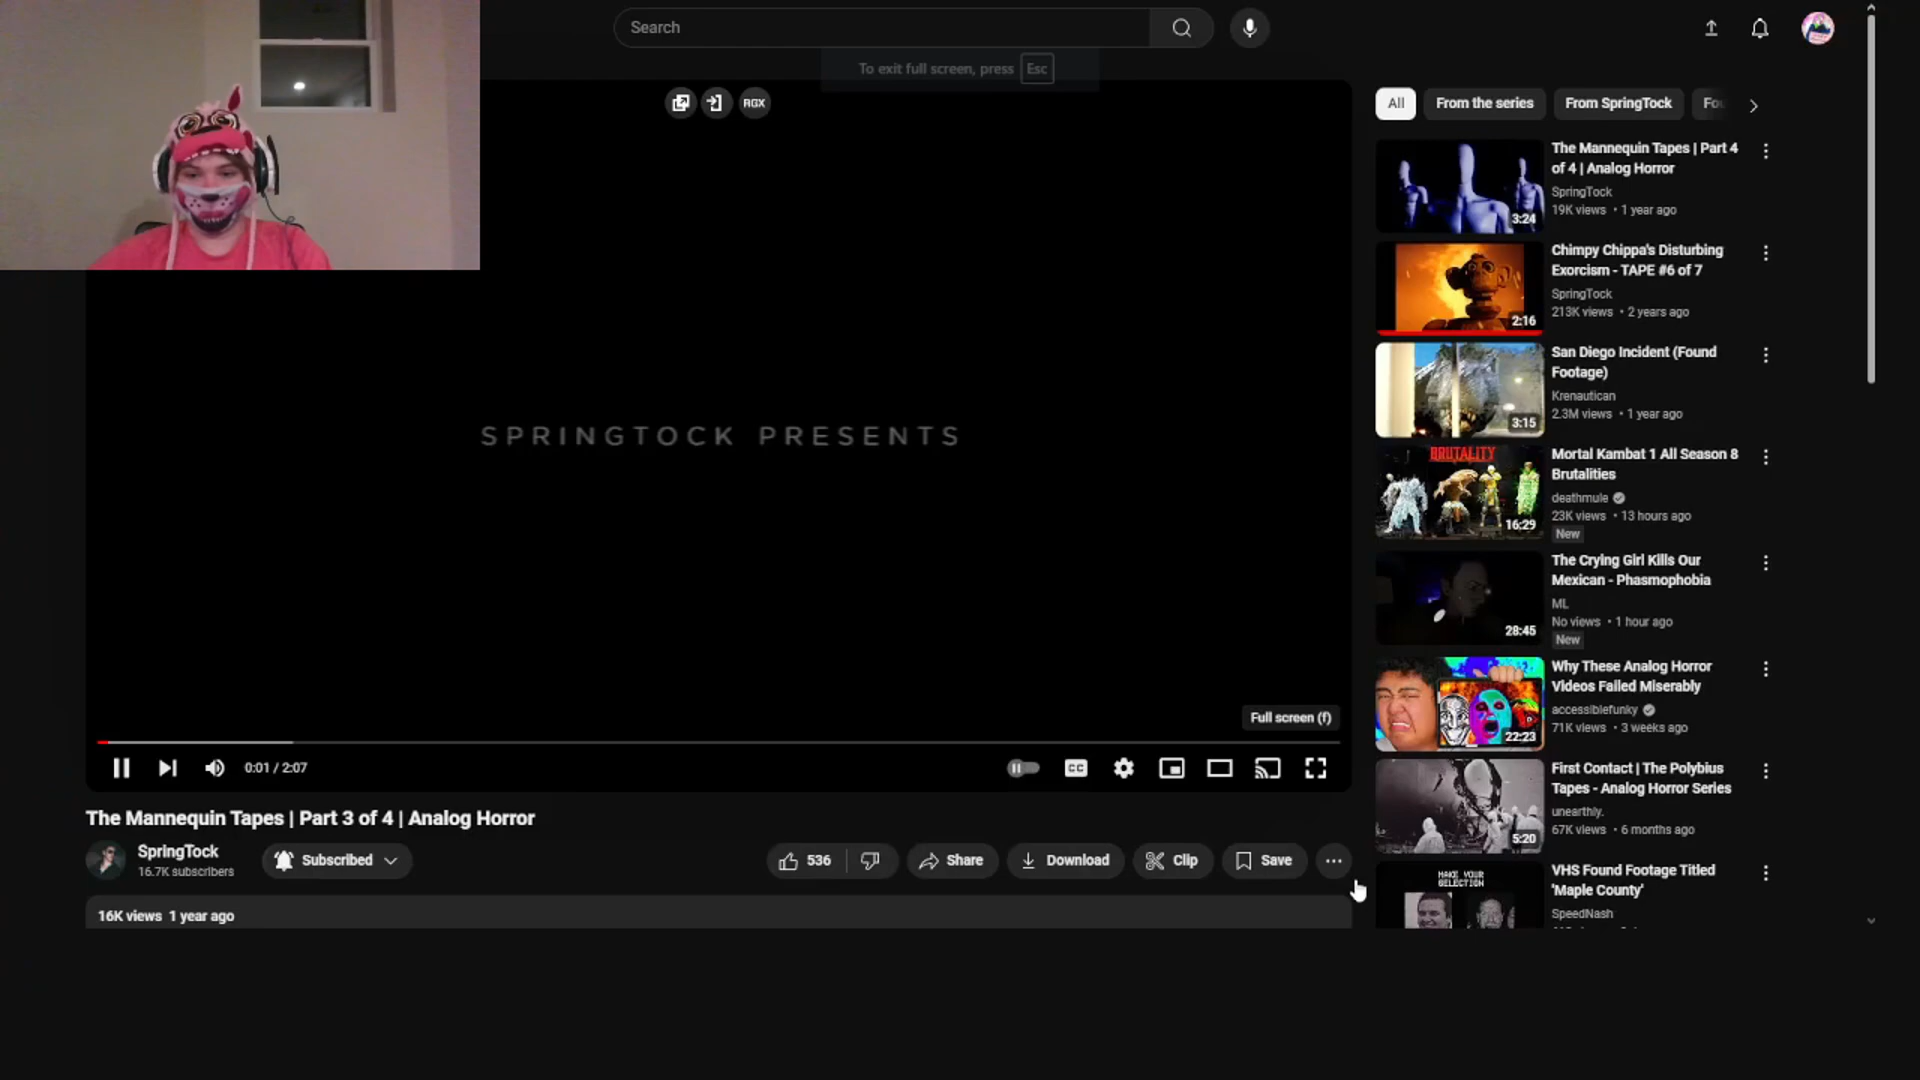 Search
To exit full screen, press Esc
RGX
SPRINGTOCK PRESENTS
Full screen (f)
0:01 / 2:07
CC
The Mannequin Tapes | Part 3 of 4 | Analog Horror
SpringTock
16.7K subscribers
Subscribed
536
Share
Download
Clip
Save
16K views 1 year ago
All
From the series
From SpringTock
The Mannequin Tapes | Part 4
of 4 | Analog Horror
SpringTock
19K views • 1 year ago
3:24
Chimpy Chippa's Disturbing
Exorcism - TAPE #6 of 7
SpringTock
213K views • 2 years ago
2:16
San Diego Incident (Found
Footage)
Krenautican
2.3M views • 1 year ago
3:15
BRUTALITY
Mortal Kambat 1 All Season 8
Brutalities
deathmule
23K views • 13 hours ago
16:29
New
The Crying Girl Kills Our
Mexican - Phasmophobia
ML
No views • 1 hour ago
28:45
New
Why These Analog Horror
Videos Failed Miserably
accessiblefunky
71K views • 3 weeks ago
22:23
First Contact | The Polybius
Tapes - Analog Horror Series
unearthly.
67K views • 6 months ago
5:20
MAKE YOUR
SELECTION
VHS Found Footage Titled
'Maple County'
SpeedNash